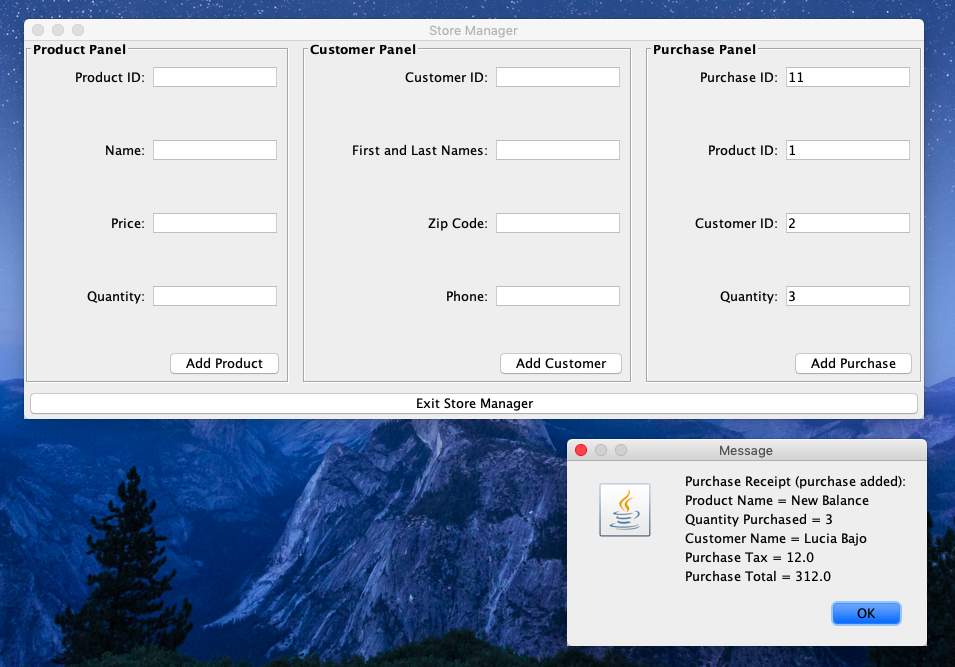 Store Manager
Product Panel
Product ID:
Name:
Price:
Quantity:
Add Product
Customer Panel
Customer ID:
First and Last Names:
Zip Code:
Phone:
Add Customer
Purchase Panel
Purchase ID: 11
Product ID: 1
Customer ID: 2
Quantity: 3
Add Purchase
Exit Store Manager
Message
Purchase Receipt (purchase added):
Product Name = New Balance
Quantity Purchased = 3
Customer Name = Lucia Bajo
Purchase Tax = 12.0
Purchase Total = 312.0
OK